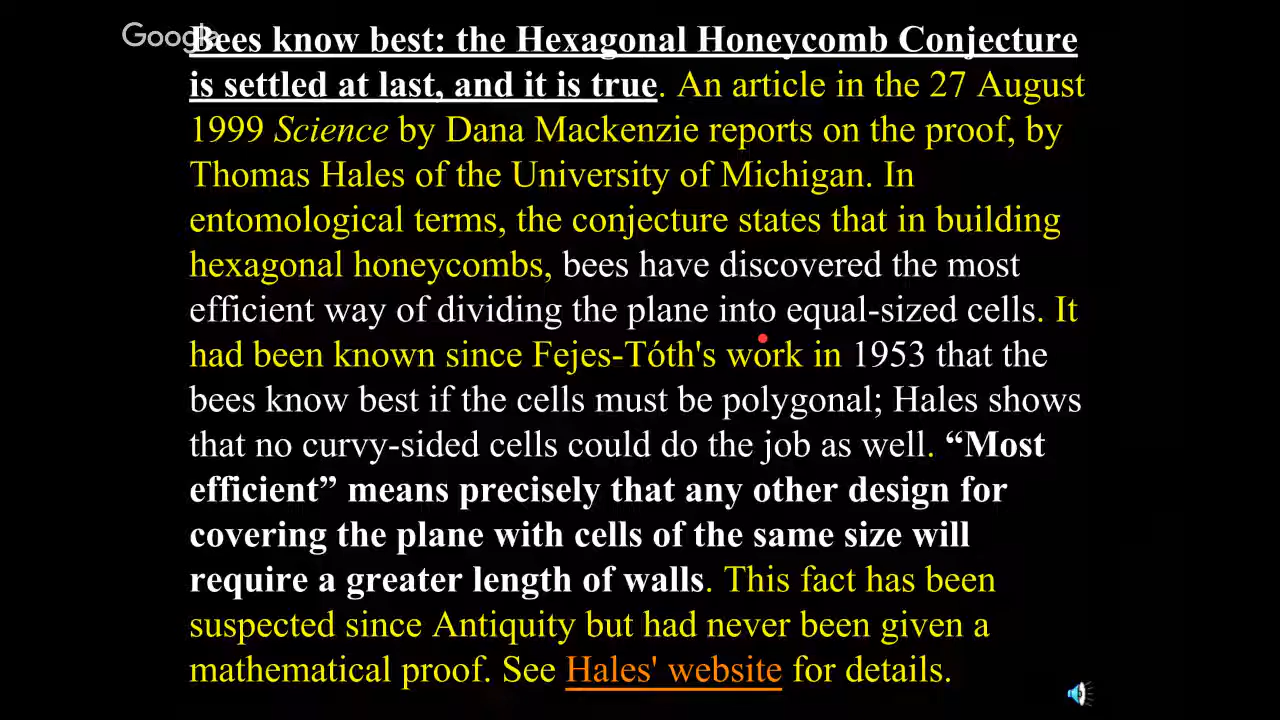 Google
Bees know best: the Hexagonal Honeycomb Conjecture
is settled at last, and it is true. An article in the 27 August
1999 Science by Dana Mackenzie reports on the proof, by
Thomas Hales of the University of Michigan. In
entomological terms, the conjecture states that in building
hexagonal honeycombs, bees have discovered the most
efficient way of dividing the plane into equal-sized cells. It
had been known since Fejes-Tóth's work in 1953 that the
bees know best if the cells must be polygonal; Hales shows
that no curvy-sided cells could do the job as well. “Most
efficient” means precisely that any other design for
covering the plane with cells of the same size will
require a greater length of walls. This fact has been
suspected since Antiquity but had never been given a
mathematical proof. See Hales' website for details.